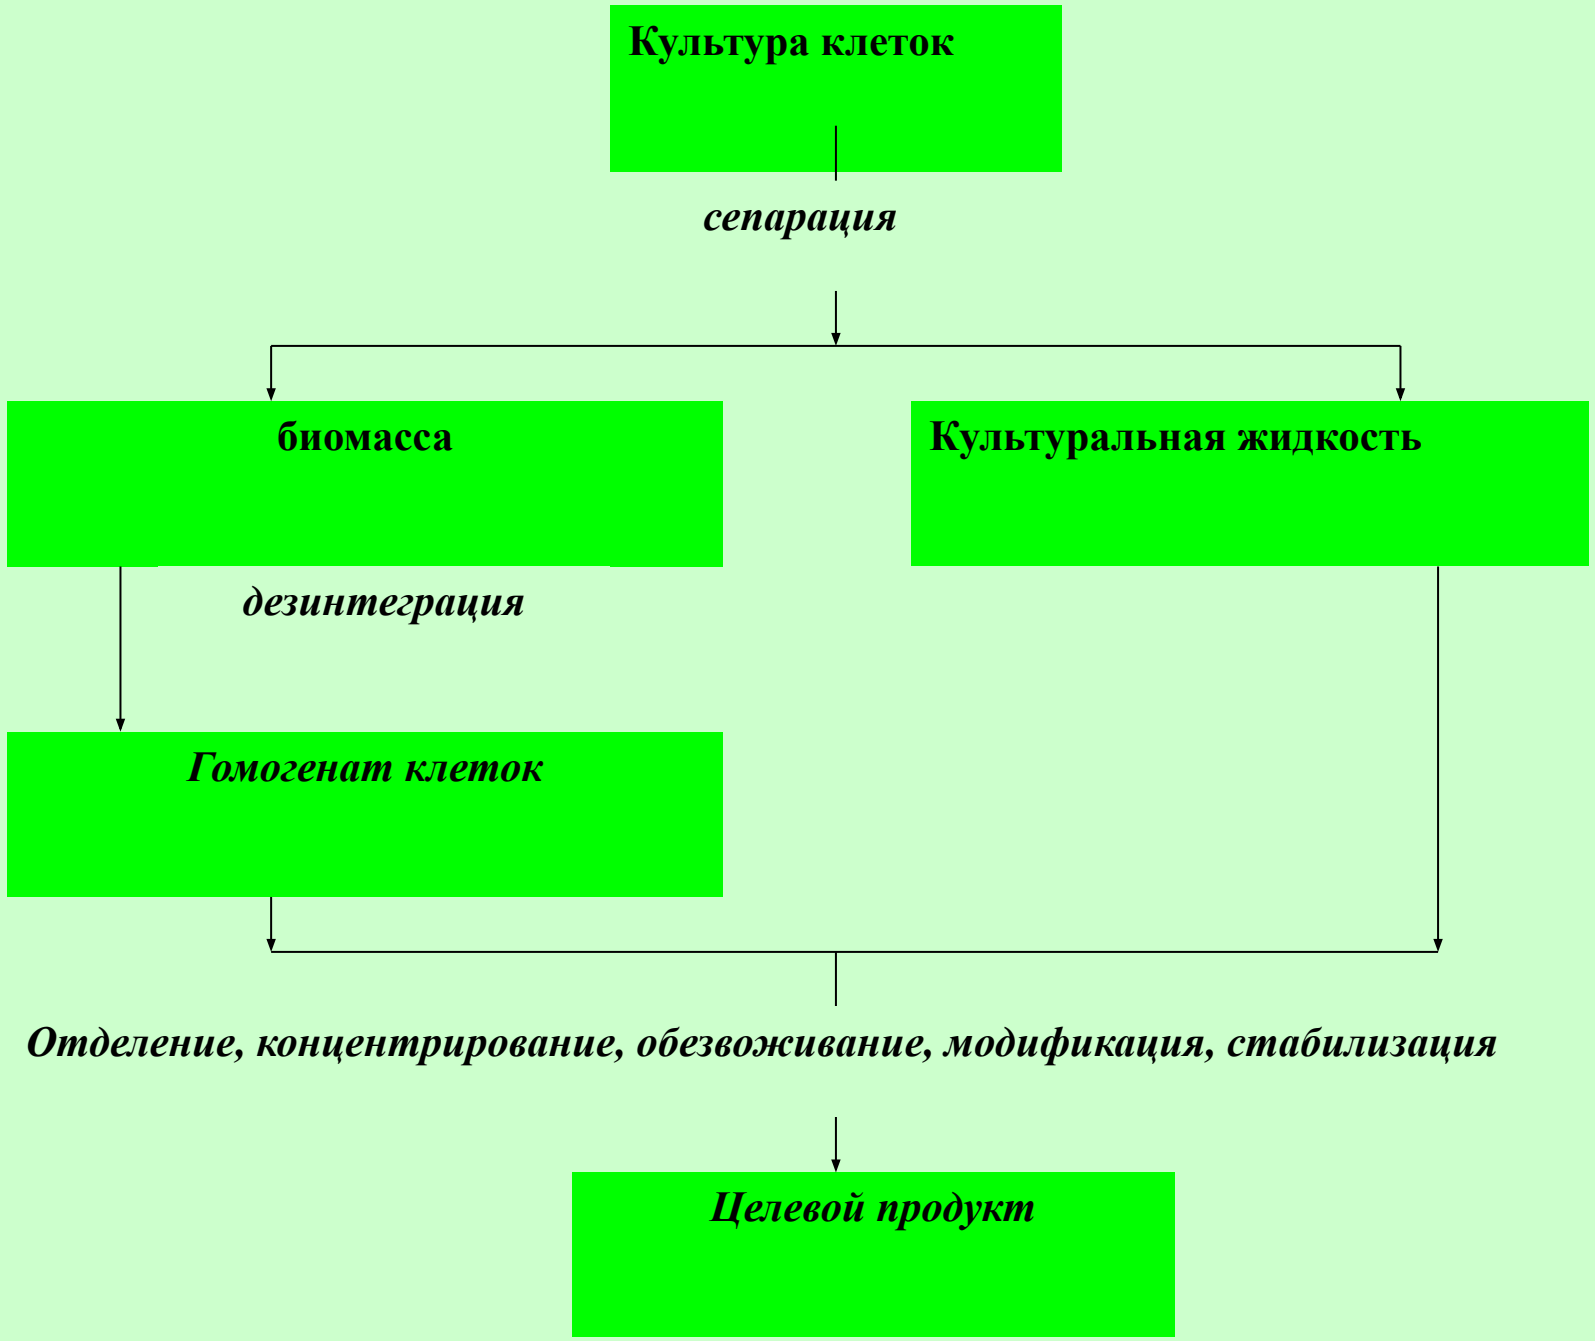 Культура клеток
сепарация
биомасса
Культуральная жидкость
дезинтеграция
Гомогенат клеток
Отделение, концентрирование, обезвоживание, модификация, стабилизация
Целевой продукт